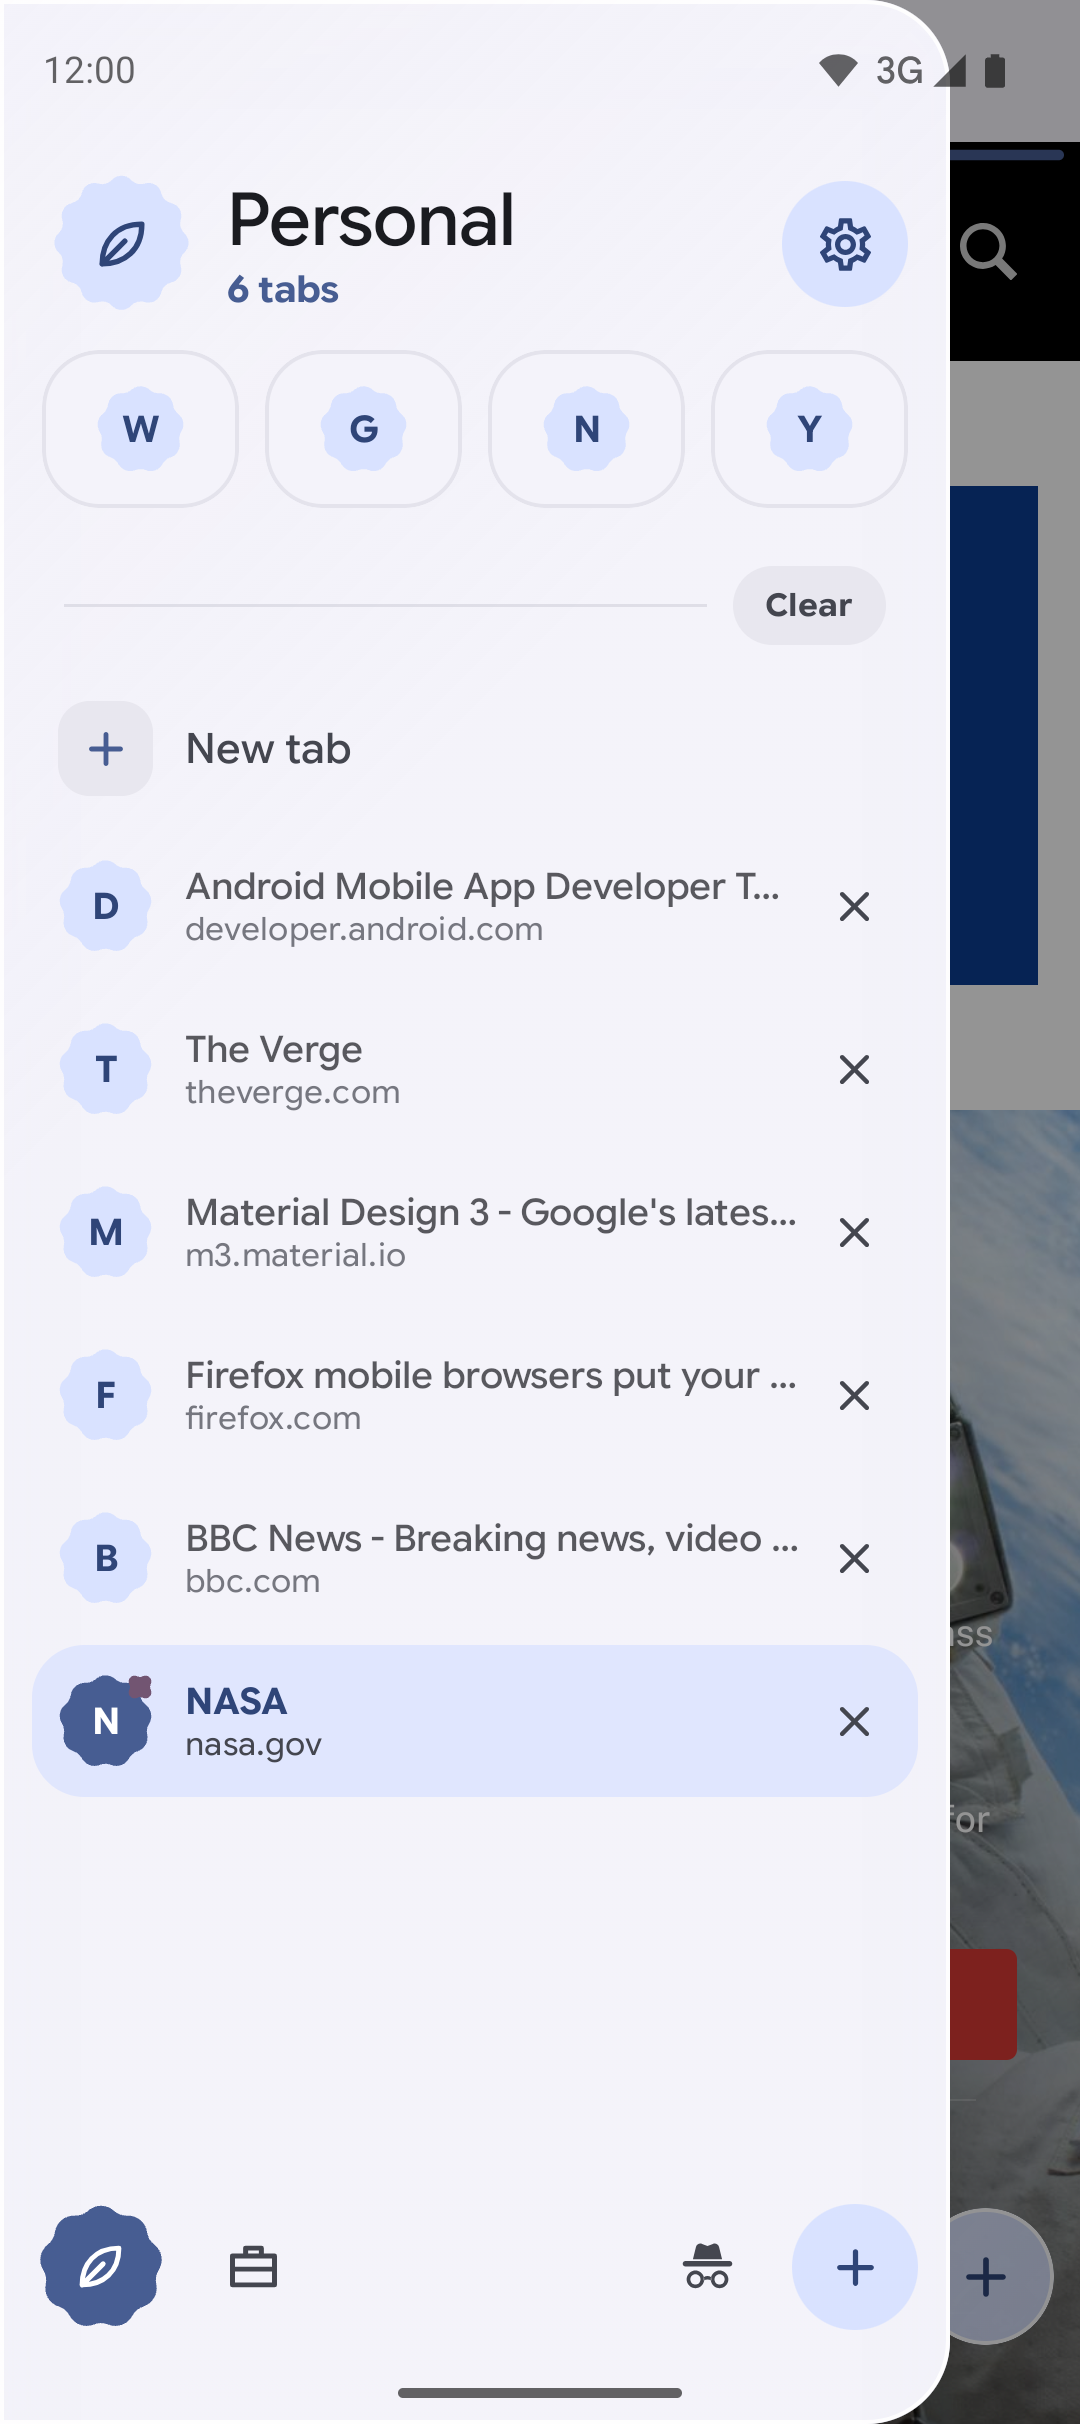 12:00 3G
Personal
6 tabs
W G N Y
Clear
New tab
D
Android Mobile App Developer T...
developer.android.com
T
The Verge
theverge.com
M
Material Design 3 - Google's lates...
m3.material.io
F
Firefox mobile browsers put your ...
firefox.com
B
BBC News - Breaking news, video ...
bbc.com
N
NASA
nasa.gov
for